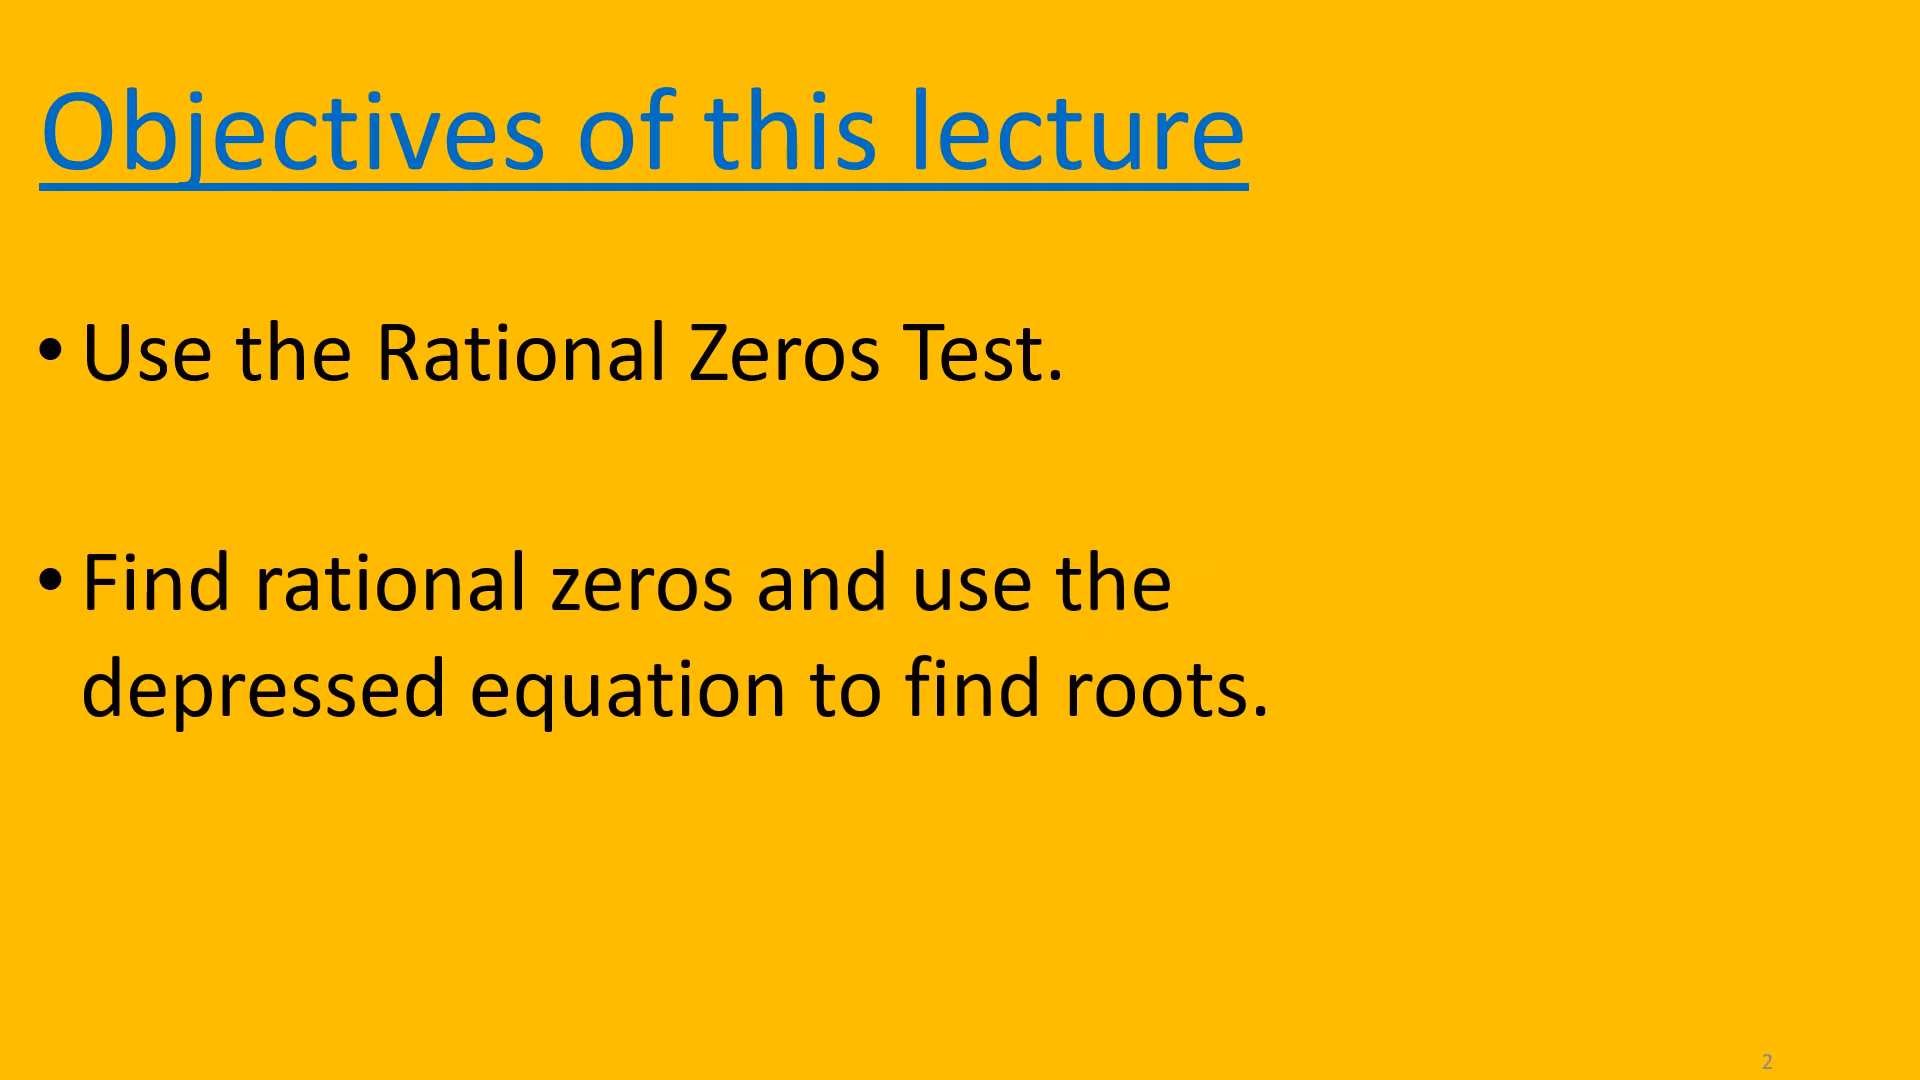 Objectives of this lecture
• Use the Rational Zeros Test.
• Find rational zeros and use the
depressed equation to find roots.
2